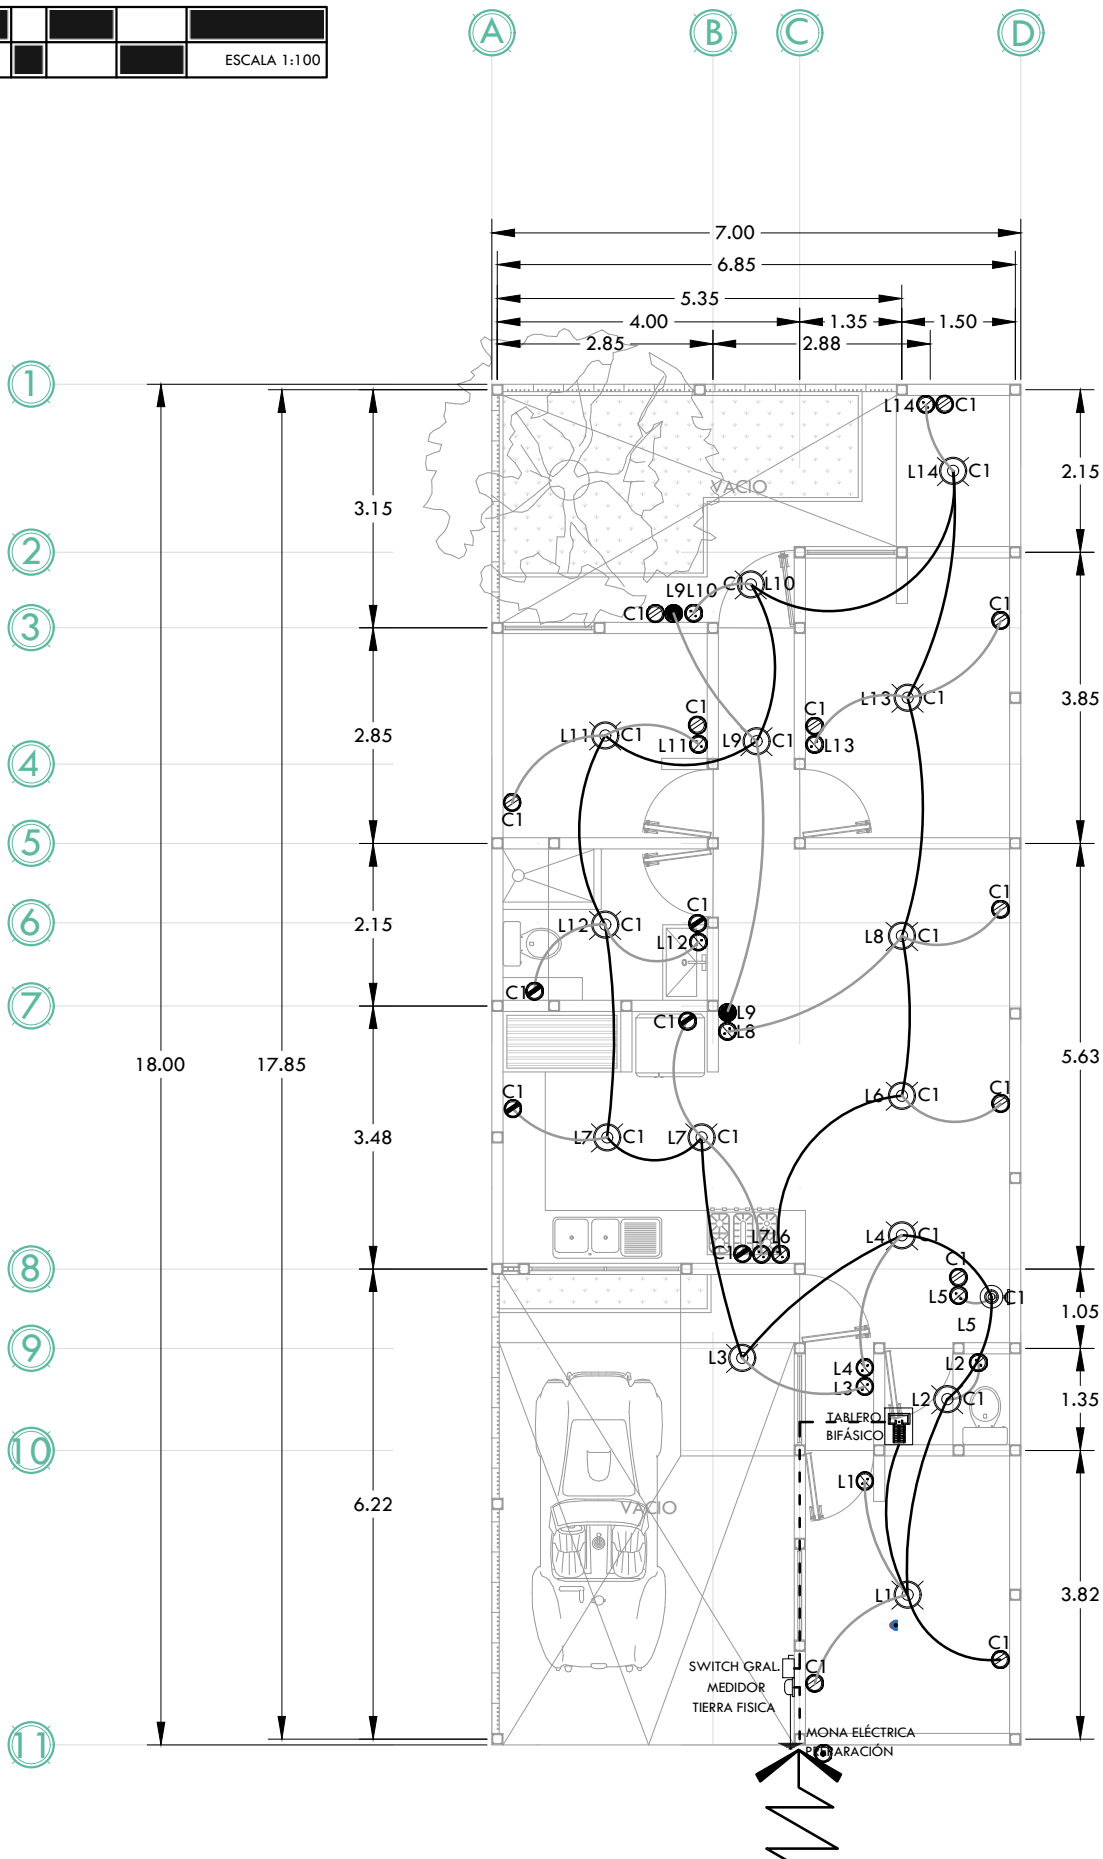 ESCALA 1:100
A
B
C
D
7.00
6.85
5.35
4.00
1.35
1.50
2.85
2.88
1
L14 C1
L14 C1
2.15
VACIO
3.15
2
C1 L10
L9 L10
C1
C1
3
L13 C1
3.85
C1
C1
2.85
L11 C1
L11
L9 C1
L13
4
C1
5
C1
C1
2.15
6
L12 C1
L12
L8 C1
C1
7
C1
L9
L8
18.00
17.85
5.63
C1
L6 C1
C1
3.48
L7 C1
L7 C1
L4 C1
L7 L6
C1
8
C1
L5
C1
1.05
L5
9
L3
L4
L2
L3
L2 C1
1.35
TABLERO
BIFÁSICO
10
L1
6.22
VACIO
L1
3.82
C1
SWITCH GRAL.
C1
MEDIDOR
TIERRA FISICA
MONA ELÉCTRICA
PREPARACIÓN
11